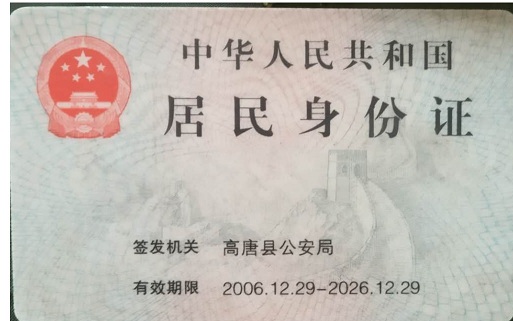 中华人民共和国
居民身份证
签发机关 高唐县公安局
有效期限 2006.12.29-2026.12.29